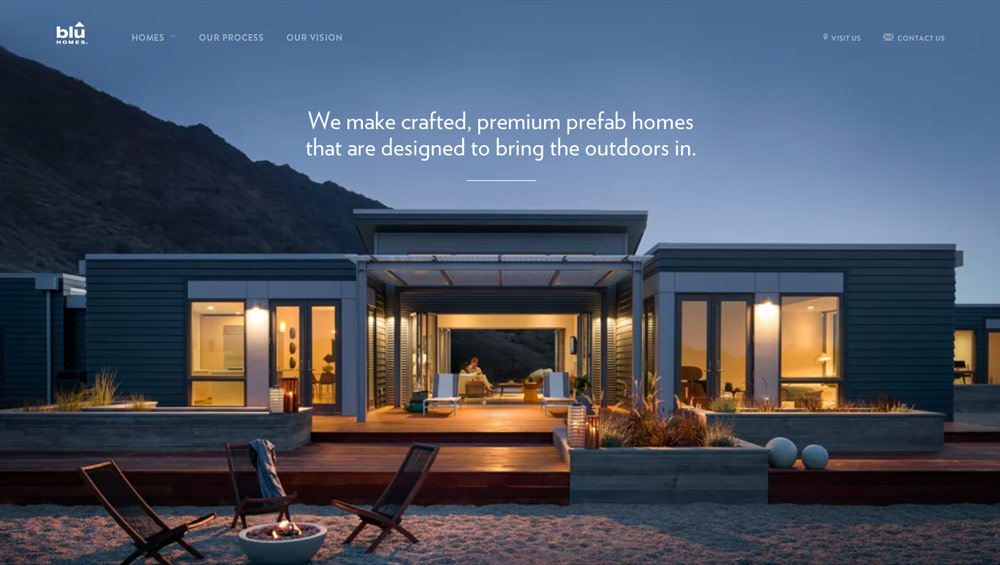 blu
HOMES
HOMES
OUR PROCESS
OUR VISION
VISIT US
CONTACT US
We make crafted, premium prefab homes
that are designed to bring the outdoors in.